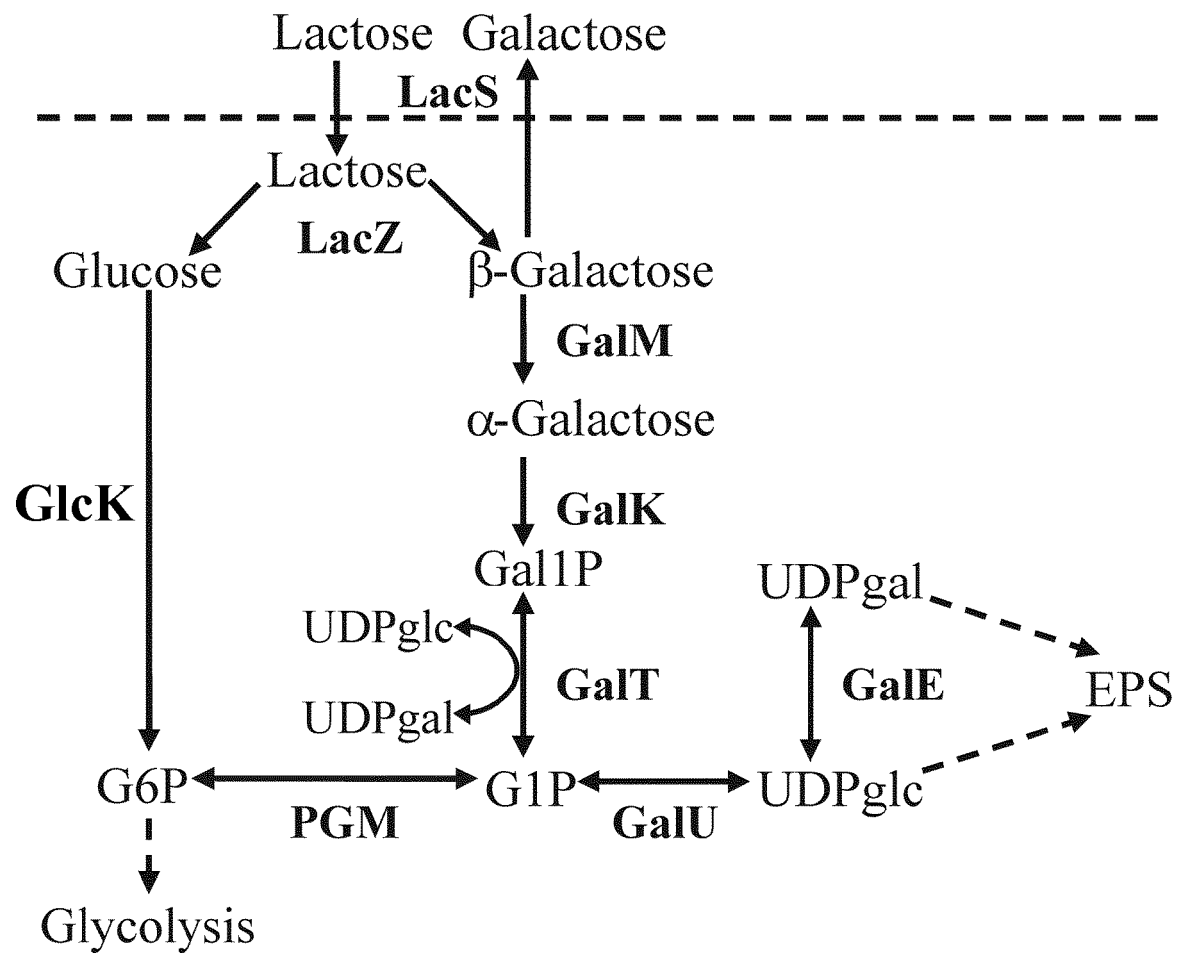 Lactose Galactose
LacS
Lactose
LacZ
Glucose
β-Galactose
GalM
α-Galactose
GlcK
GalK
Gal1P
UDPgal
UDPglc
GalT
GalE
EPS
UDPgal
G6P
G1P
UDPglc
PGM
GalU
Glycolysis